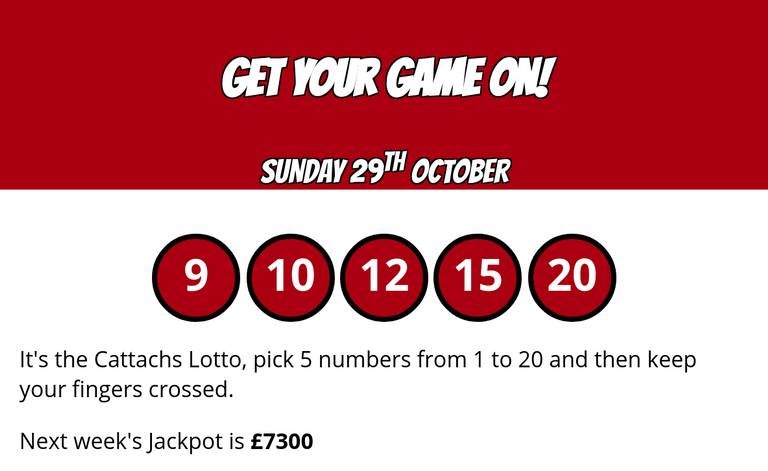 GET YOUR GAME ON!
SUNDAY 29TH OCTOBER
9 10 12 15 20
It's the Cattachs Lotto, pick 5 numbers from 1 to 20 and then keep
your fingers crossed.
Next week's Jackpot is £7300